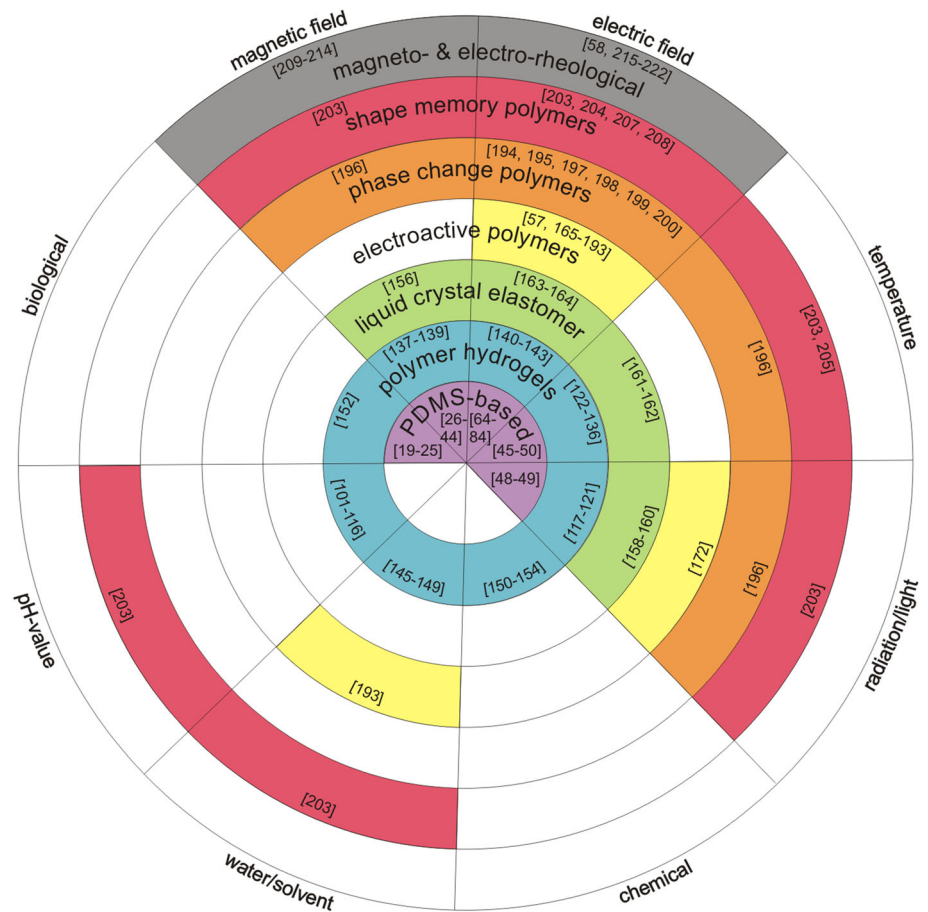 magnetic field
electric field
[209-214]
[58, 215-222]
magneto- & electro-rheological
[203]
[203, 204, 207, 208]
shape memory polymers
[196]
[194, 195, 197, 198, 199, 200]
phase change polymers
[57, 165-193]
electroactive polymers
[156]
[163-164]
liquid crystal elastomer
[137-139]
[140-143]
polymer hydrogels
PDMS-based
[26-
44]
[64-
84]
[19-25]
[45-50]
[48-49]
biological
temperature
[152]
[122-136]
[161-162]
[196]
[203, 205]
[101-116]
[117-121]
[158-160]
[172]
[196]
[203]
[145-149]
[150-154]
[203]
[193]
[203]
pH-value
radiation/light
water/solvent
chemical